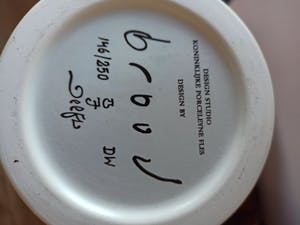 DESIGN STUDIO
KONINKLIJKE PORCELEYNE FLES
DESIGN BY
146/250
Delft
DW